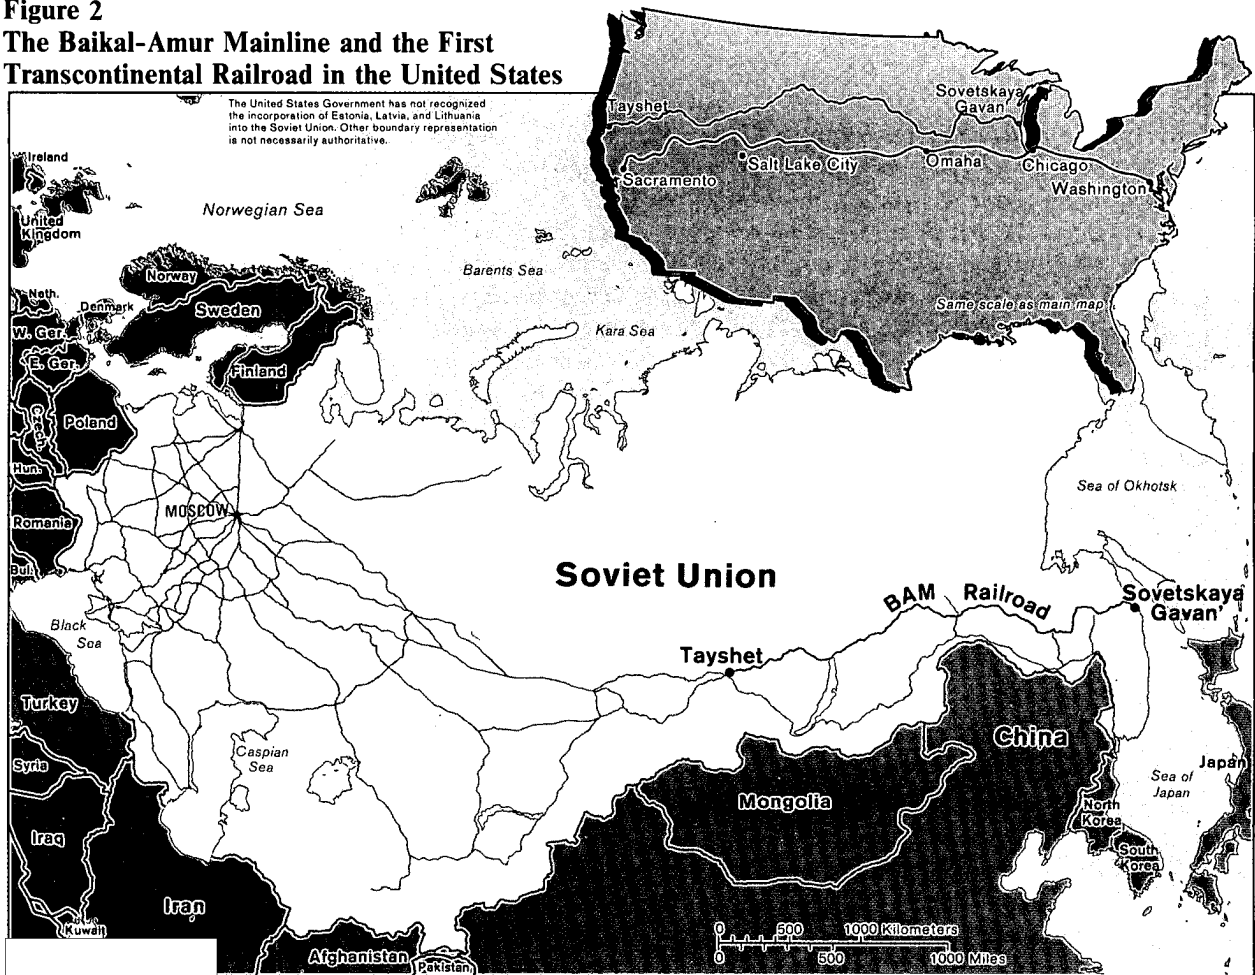 Figure 2
The Baikal-Amur Mainline and the First
Transcontinental Railroad in the United States
The United States Government has not recognized
the incorporation of Estonia, Latvia, and Lithuania
into the Soviet Union. Other boundary representation
is not necessarily authoritative.
Tayshet
Sovetskaya
Gavan'
Sacramento
Salt Lake City
Omaha
Chicago
Washington
Same scale as main map
Ireland
United
Kingdom
Norwegian Sea
Barents Sea
Kara Sea
Norway
Neth.
Denmark
Sweden
W. Ger.
E. Ger.
Finland
Czech.
Poland
Hun.
Romania
Bul.
MOSCOW
Sea of Okhotsk
Soviet Union
BAM Railroad
Sovetskaya
Gavan'
Tayshet
Black
Sea
Turkey
Syria
Iraq
Kuwait
Iran
Caspian
Sea
Afghanistan
Pakistan
Mongolia
China
North
Korea
South
Korea
Sea of
Japan
Japan
0 500 1000 Kilometers
0 500 1000 Miles